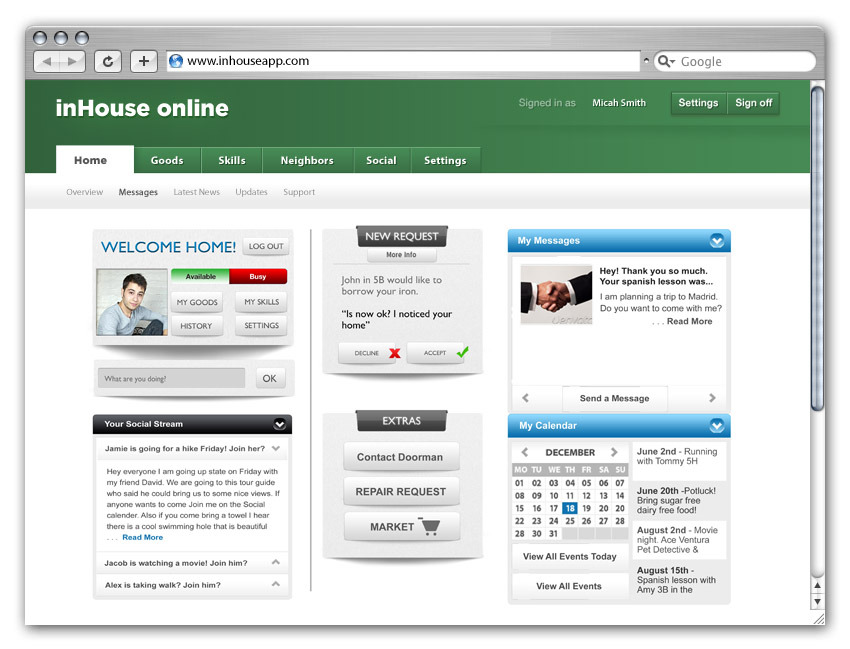 www.inhouseapp.com
Google
inHouse online
Signed in as Micah Smith Settings Sign off
Home Goods Skills Neighbors Social Settings
Overview Messages Latest News Updates Support
WELCOME HOME! LOG OUT
Available Busy
MY GOODS MY SKILLS
HISTORY SETTINGS
What are you doing? OK
Your Social Stream
Jamie is going for a hike Friday! Join her?
Hey everyone I am going up state on Friday with
my friend David. We are going to this tour guide
who said he could bring us to some nice views. If
anyone wants to come Join me on the Social
calender. Also if you come bring a towel I hear
there is a cool swimming hole that is beautiful
. . . Read More
Jacob is watching a movie! Join him?
Alex is taking walk? Join him?
NEW REQUEST
More Info
John in 5B would like to
borrow your iron.
"Is now ok? I noticed your
home"
DECLINE ACCEPT
EXTRAS
Contact Doorman
REPAIR REQUEST
MARKET
My Messages
Hey! Thank you so much.
Your spanish lesson was...
I am planning a trip to Madrid.
Do you want to come with me?
. . . Read More
Send a Message
My Calendar
DECEMBER
MO TU WE TH FR SA SU
01 02 03 04 05 06 07
08 09 10 11 12 13 14
15 16 17 18 19 20 21
22 23 24 25 26 27 28
28 30 31
View All Events Today
View All Events
June 2nd - Running
with Tommy 5H
June 20th -Potluck!
Bring sugar free
dairy free food!
August 2nd - Movie
night. Ace Ventura
Pet Detective &
August 15th -
Spanish lesson with
Amy 3B in the